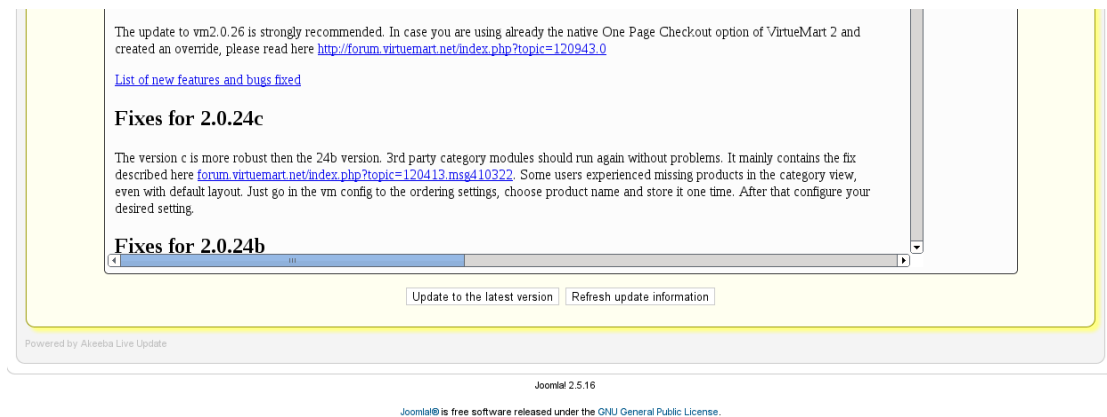 The update to vm2.0.26 is strongly recommended. In case you are using already the native One Page Checkout option of VirtueMart 2 and
created an override, please read here http://forum.virtuemart.net/index.php?topic=120943.0
List of new features and bugs fixed
Fixes for 2.0.24c
The version c is more robust then the 24b version. 3rd party category modules should run again without problems. It mainly contains the fix
described here forum.virtuemart.net/index.php?topic=120413.msg410322. Some users experienced missing products in the category view,
even with default layout. Just go in the vm config to the ordering settings, choose product name and store it one time. After that configure your
desired setting.
Fixes for 2.0.24b
Update to the latest version Refresh update information
Powered by Akeeba Live Update
Joomla! 2.5.16
Joomla!® is free software released under the GNU General Public License.